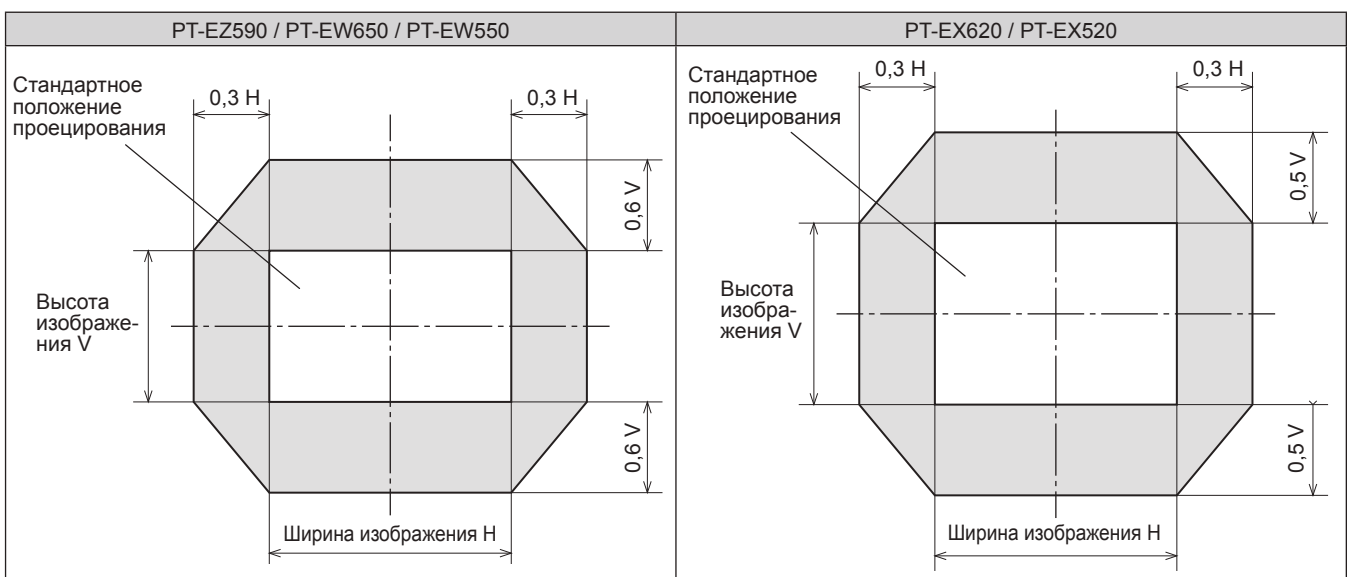 PT-EZ590 / PT-EW650 / PT-EW550
Стандартное
положение
проецирования
0,3 H
0,3 H
0,6 V
Высота
изображе-
ния V
0,6 V
Ширина изображения H
PT-EX620 / PT-EX520
Стандартное
положение
проецирования
0,3 H
0,3 H
0,5 V
Высота
изобра-
жения V
0,5 V
Ширина изображения H